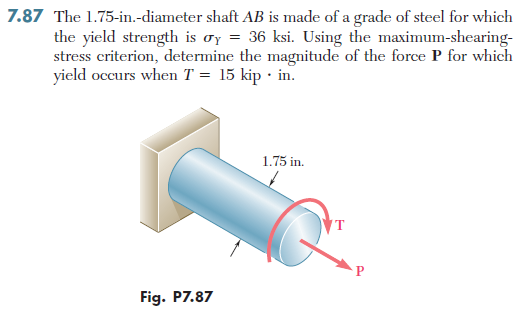 7.87 The 1.75-in.-diameter shaft AB is made of a grade of steel for which
the yield strength is σY = 36 ksi. Using the maximum-shearing-
stress criterion, determine the magnitude of the force P for which
yield occurs when T = 15 kip · in.
1.75 in.
T
P
Fig. P7.87